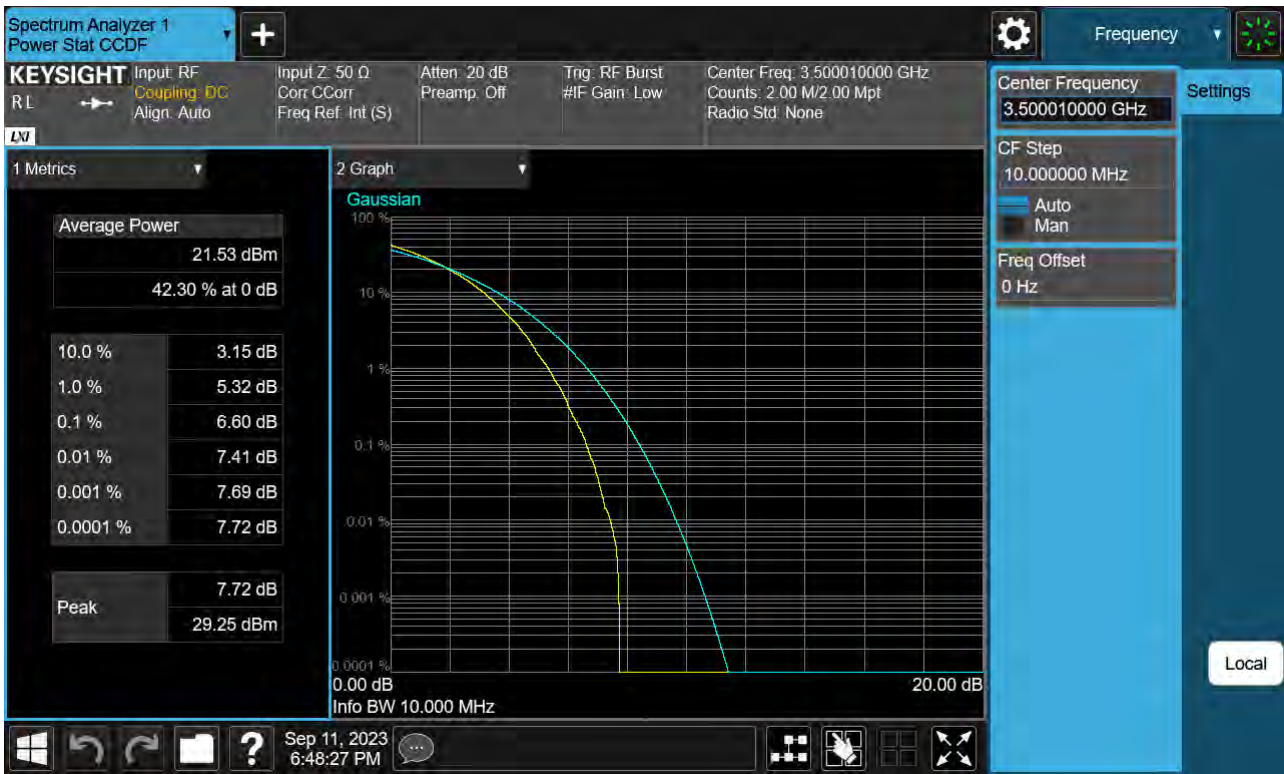 Spectrum Analyzer 1
Power Stat CCDF
+
Frequency
KEYSIGHT
RL
LXI
Input: RF
Coupling: DC
Align: Auto
Input Z: 50 Ω
Corr CCorr
Freq Ref: Int (S)
Atten: 20 dB
Preamp: Off
Trig: RF Burst
#IF Gain: Low
Center Freq: 3.500010000 GHz
Counts: 2.00 M/2.00 Mpt
Radio Std: None
Center Frequency
3.500010000 GHz
Settings
CF Step
10.000000 MHz
Auto
Man
Freq Offset
0 Hz
Local
1 Metrics
Average Power
21.53 dBm
42.30 % at 0 dB
10.0 % 3.15 dB
1.0 % 5.32 dB
0.1 % 6.60 dB
0.01 % 7.41 dB
0.001 % 7.69 dB
0.0001 % 7.72 dB
Peak
7.72 dB
29.25 dBm
2 Graph
Gaussian
100 %
10 %
1 %
0.1 %
0.01 %
0.001 %
0.0001 %
0.00 dB 20.00 dB
Info BW 10.000 MHz
?
Sep 11, 2023
6:48:27 PM